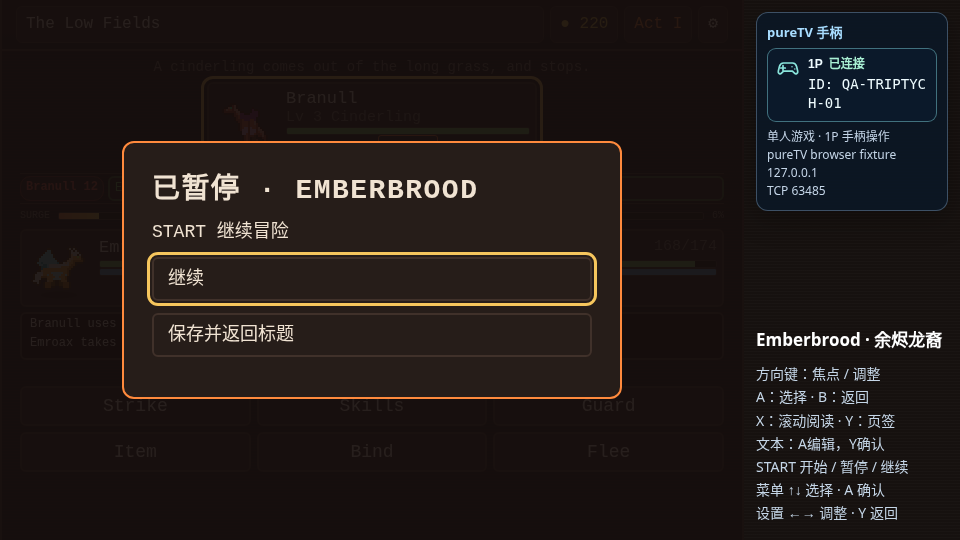 The Low Fields
● 220
Act I
A cinderling comes out of the long grass, and stops.
Branull
Lv 3 Cinderling
Branull 12
已暂停 · EMBERBROOD
START 继续冒险
继续
保存并返回标题
168/174
Branull uses
Emroax takes
Strike
Skills
Guard
Item
Bind
Flee
pureTV 手柄
1P 已连接
ID: QA-TRIPTYC
H-01
单人游戏 · 1P 手柄操作
pureTV browser fixture
127.0.0.1
TCP 63485
Emberbrood · 余烬龙裔
方向键：焦点 / 调整
A：选择 · B：返回
X：滚动阅读 · Y：页签
文本：A编辑，Y确认
START 开始 / 暂停 / 继续
菜单 ↑↓ 选择 · A 确认
设置 ←→ 调整 · Y 返回